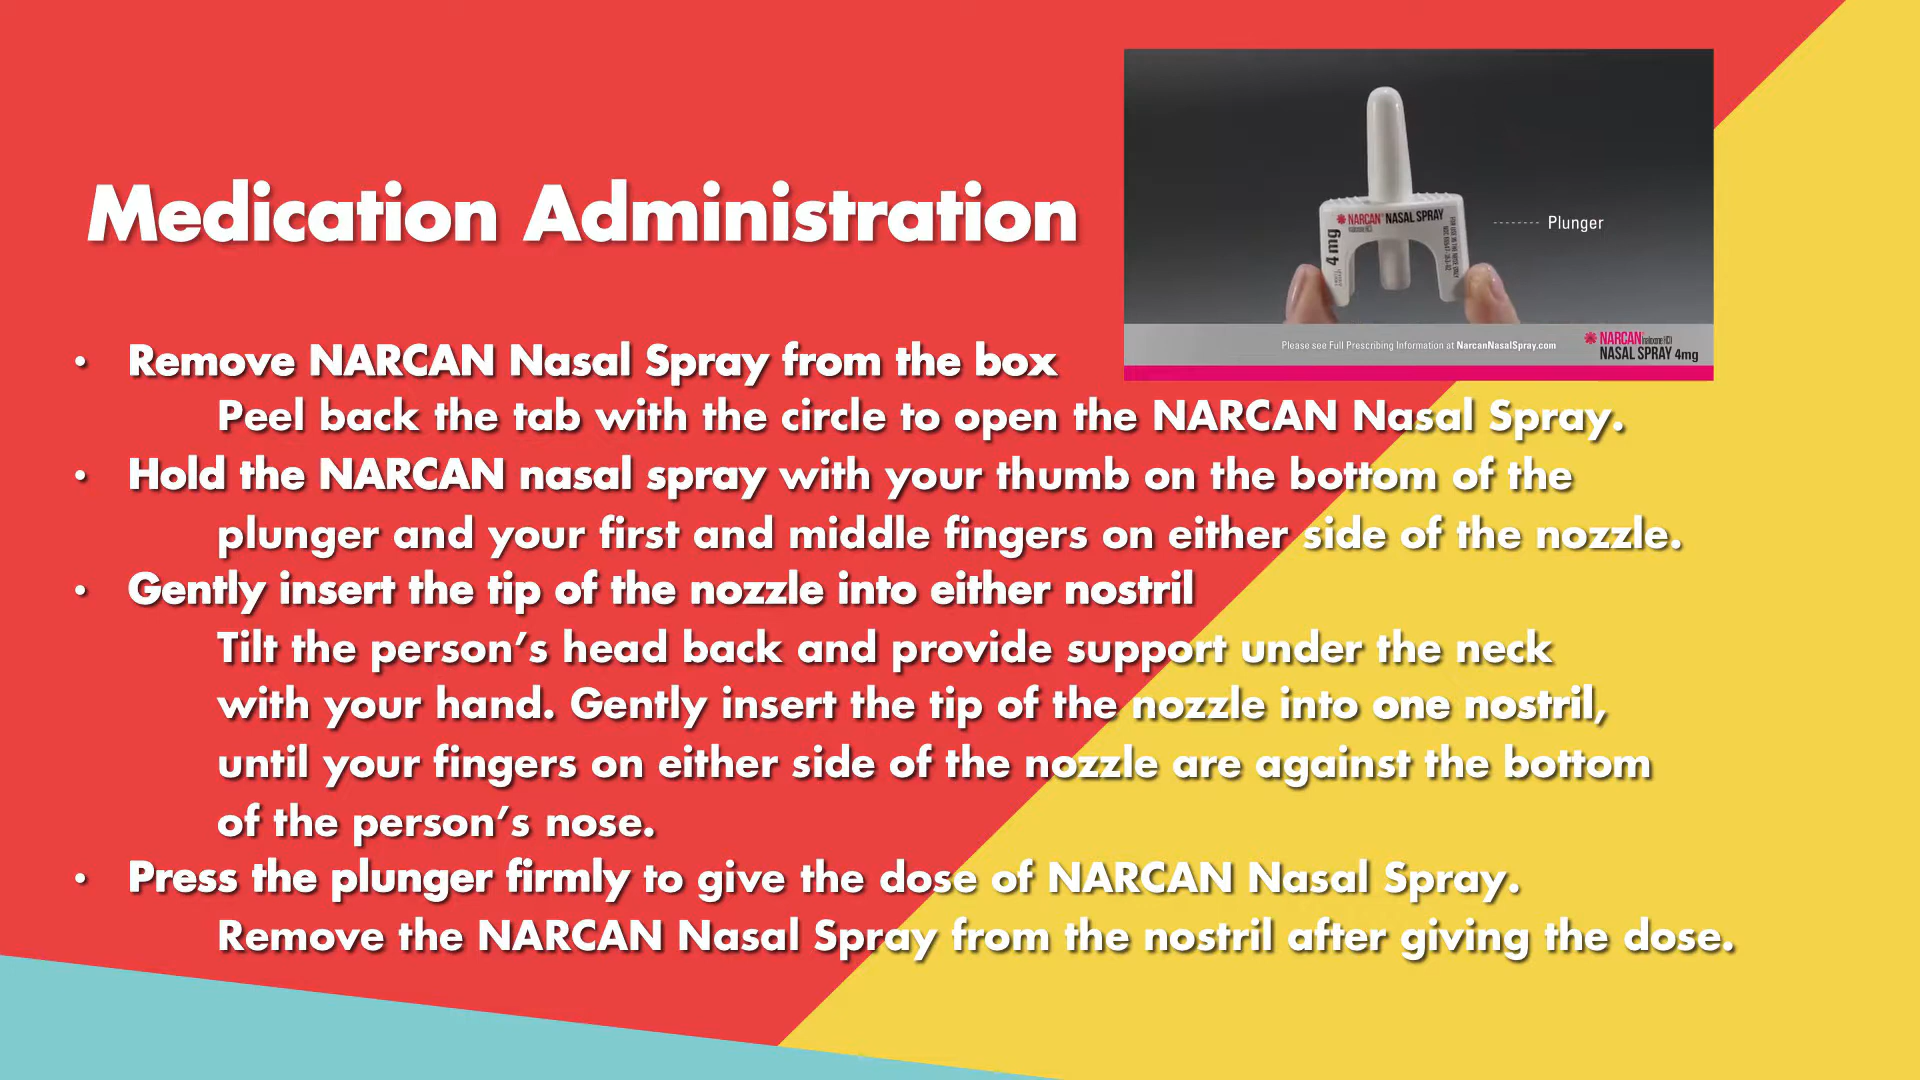 Medication Administration
NARCAN® NASAL SPRAY
4 mg
Plunger
Please see Full Prescribing Information at NarcanNasalSpray.com
NARCAN® (naloxone HCl)
NASAL SPRAY 4mg
• Remove NARCAN Nasal Spray from the box
Peel back the tab with the circle to open the NARCAN Nasal Spray.
• Hold the NARCAN nasal spray with your thumb on the bottom of the
plunger and your first and middle fingers on either side of the nozzle.
• Gently insert the tip of the nozzle into either nostril
Tilt the person’s head back and provide support under the neck
with your hand. Gently insert the tip of the nozzle into one nostril,
until your fingers on either side of the nozzle are against the bottom
of the person’s nose.
• Press the plunger firmly to give the dose of NARCAN Nasal Spray.
Remove the NARCAN Nasal Spray from the nostril after giving the dose.